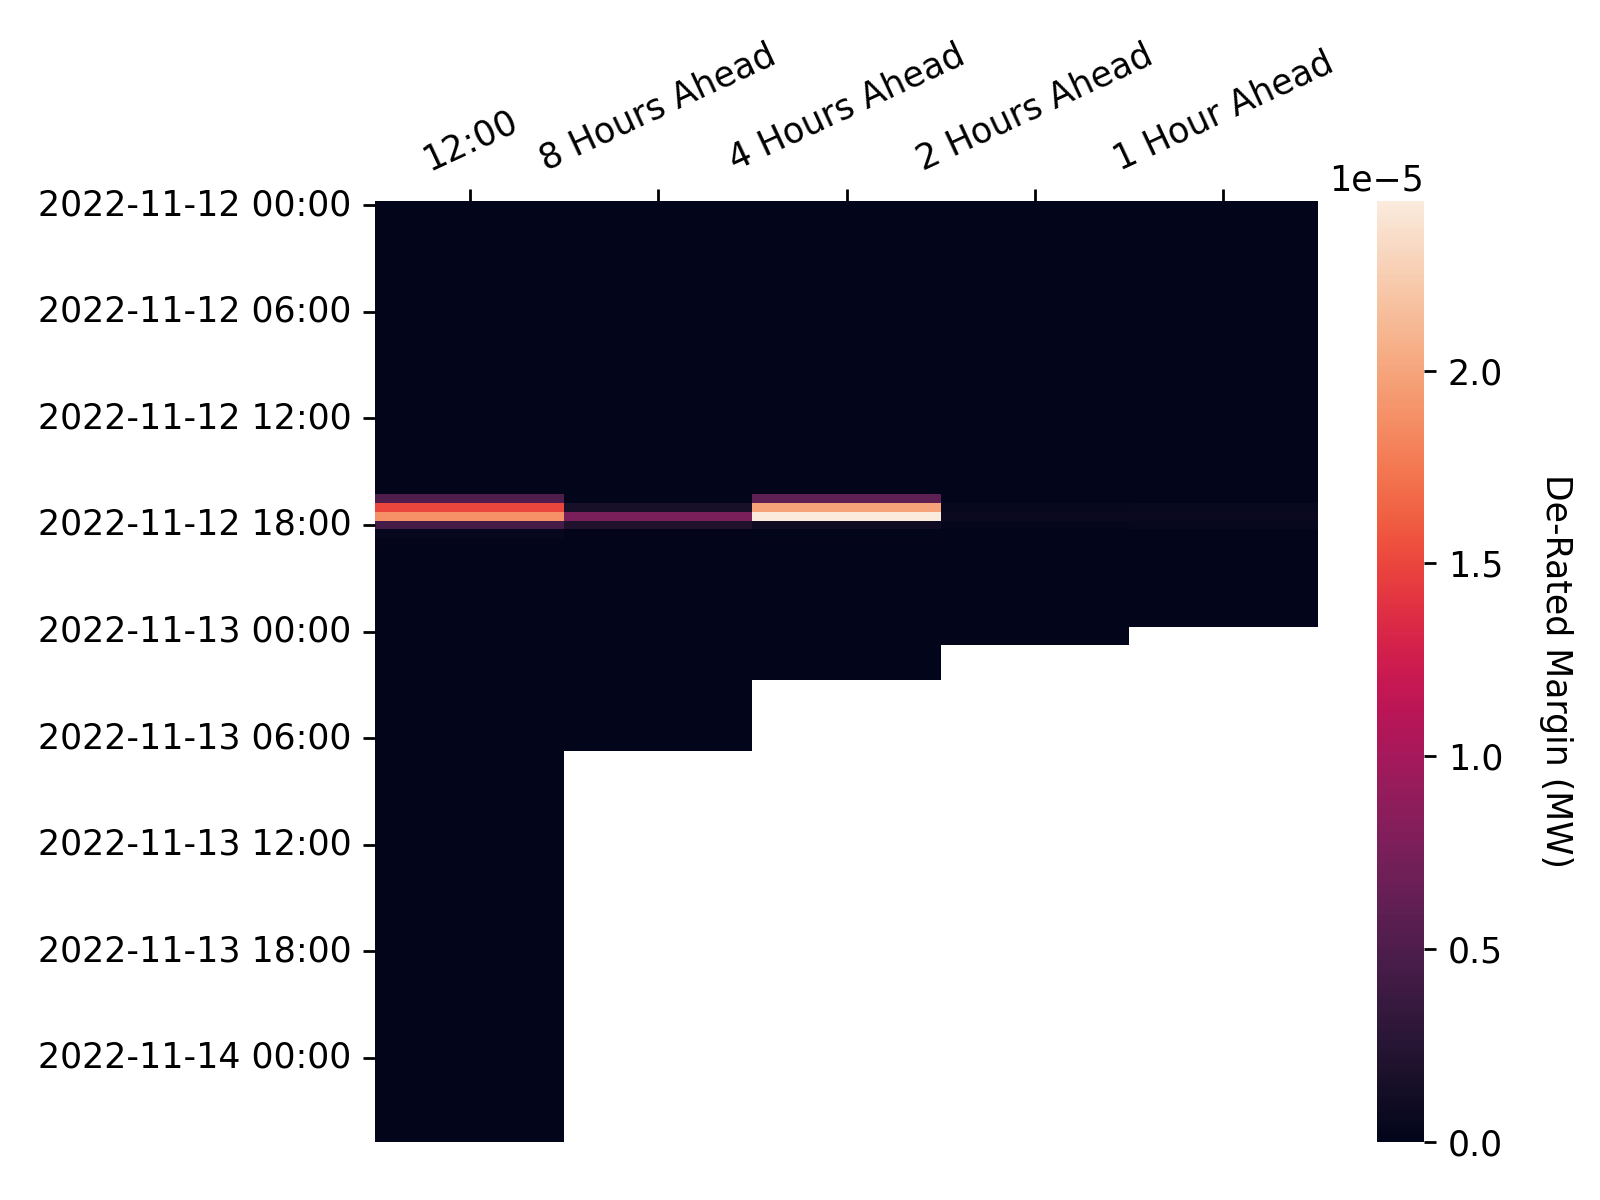 12:00
8 Hours Ahead
4 Hours Ahead
2 Hours Ahead
1 Hour Ahead
1e−5
2022-11-12 00:00
2022-11-12 06:00
2022-11-12 12:00
2022-11-12 18:00
2022-11-13 00:00
2022-11-13 06:00
2022-11-13 12:00
2022-11-13 18:00
2022-11-14 00:00
2.0
1.5
1.0
0.5
0.0
De-Rated Margin (MW)